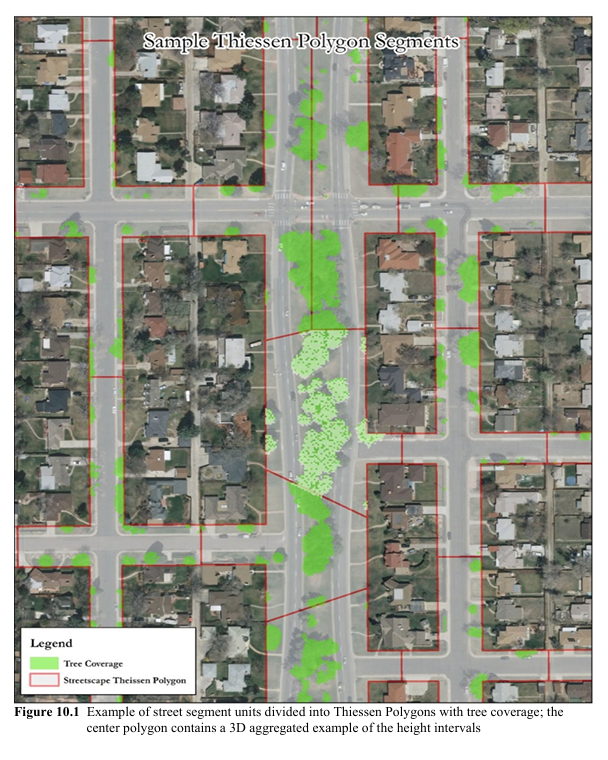 Sample Thiessen Polygon Segments
Legend
Tree Coverage
Streetscape Theissen Polygon
Figure 10.1 Example of street segment units divided into Thiessen Polygons with tree coverage; the
center polygon contains a 3D aggregated example of the height intervals